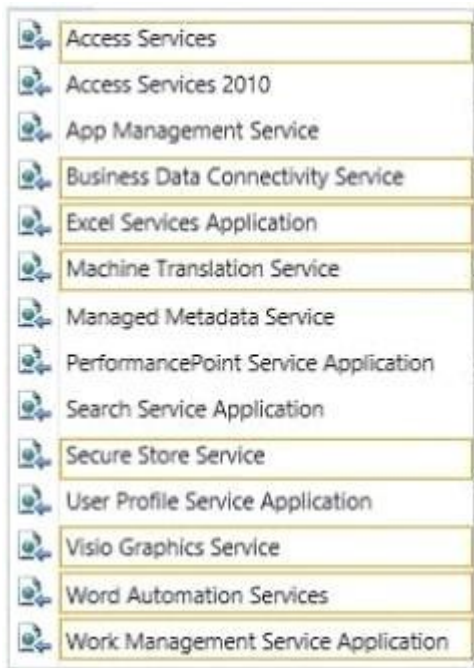 Access Services
Access Services 2010
App Management Service
Business Data Connectivity Service
Excel Services Application
Machine Translation Service
Managed Metadata Service
PerformancePoint Service Application
Search Service Application
Secure Store Service
User Profile Service Application
Visio Graphics Service
Word Automation Services
Work Management Service Application